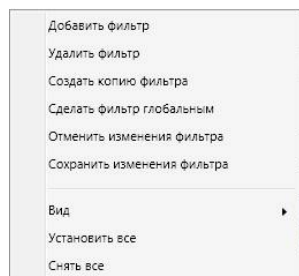 Добавить фильтр
Удалить фильтр
Создать копию фильтра
Сделать фильтр глобальным
Отменить изменения фильтра
Сохранить изменения фильтра
Вид
Установить все
Снять все